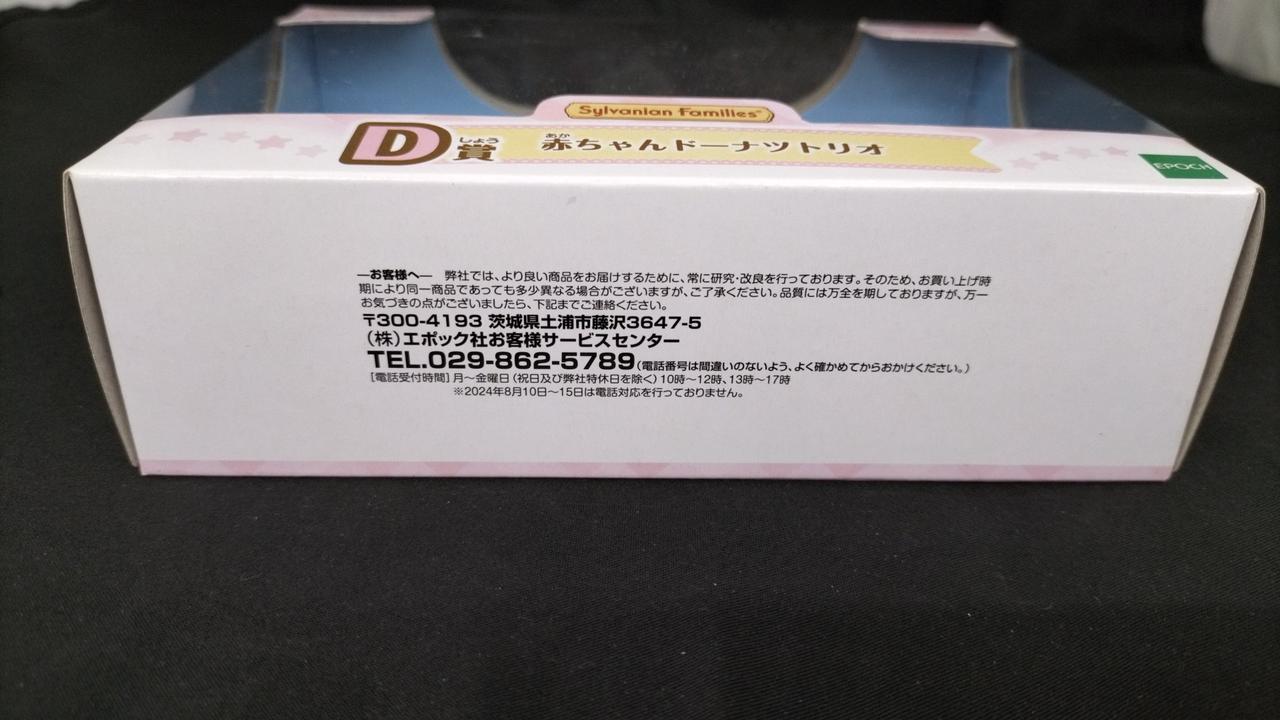 Sylvanian Families
D賞 赤ちゃんドーナツトリオ
しょう
あか
EPOCH
―お客様へ― 弊社では、より良い商品をお届けするために、常に研究・改良を行っております。そのため、お買い上げ時
期により同一商品であっても多少異なる場合がございますが、ご了承ください。品質には万全を期しておりますが、万一
お気づきの点がございましたら、下記までご連絡ください。
〒300-4193 茨城県土浦市藤沢3647-5
(株)エポック社お客様サービスセンター
TEL.029-862-5789(電話番号は間違いのないよう、よく確かめてからおかけください。)
[電話受付時間]月〜金曜日(祝日及び弊社特休日を除く)10時〜12時、13時〜17時
※2024年8月10日〜15日は電話対応を行っておりません。